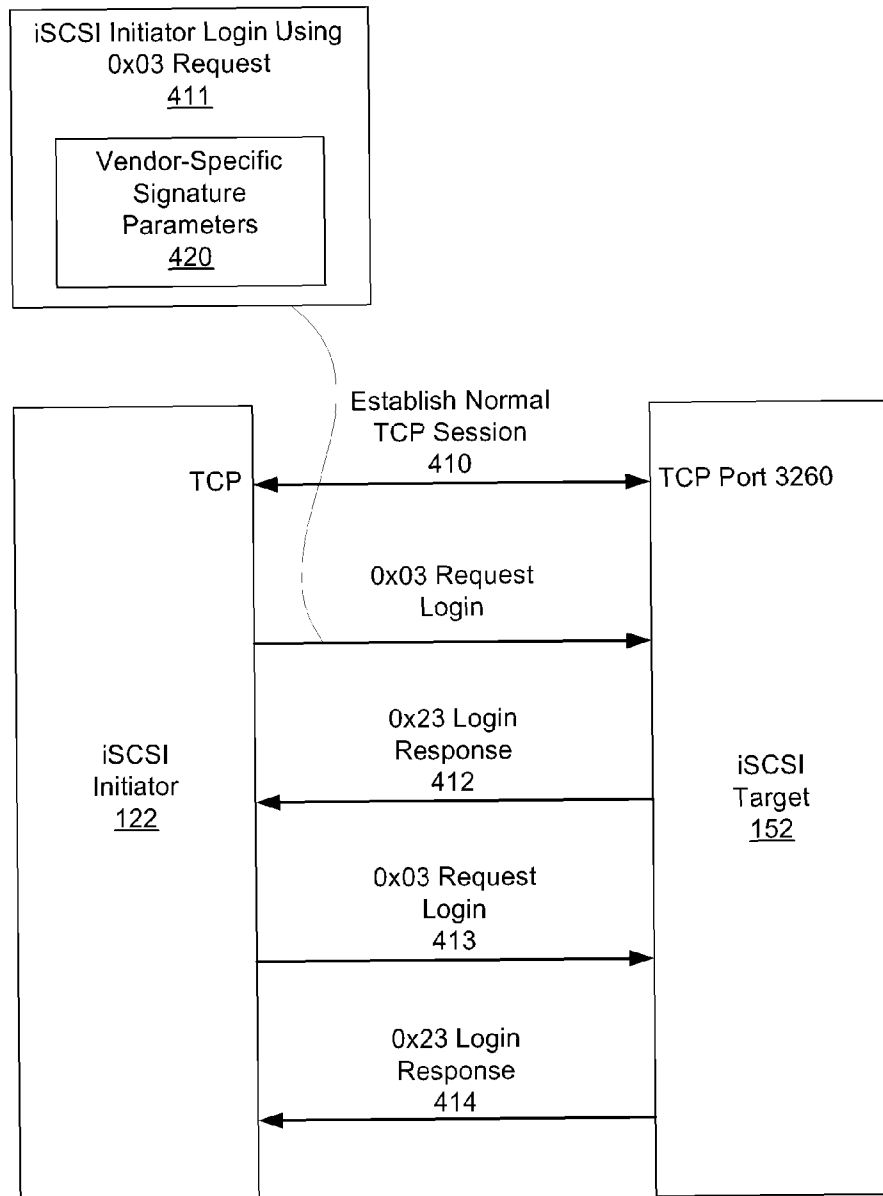 iSCSI Initiator Login Using
0x03 Request
411
Vendor-Specific
Signature
Parameters
420
Establish Normal
TCP Session
410
TCP
TCP Port 3260
0x03 Request
Login
0x23 Login
Response
412
iSCSI
Initiator
122
iSCSI
Target
152
0x03 Request
Login
413
0x23 Login
Response
414